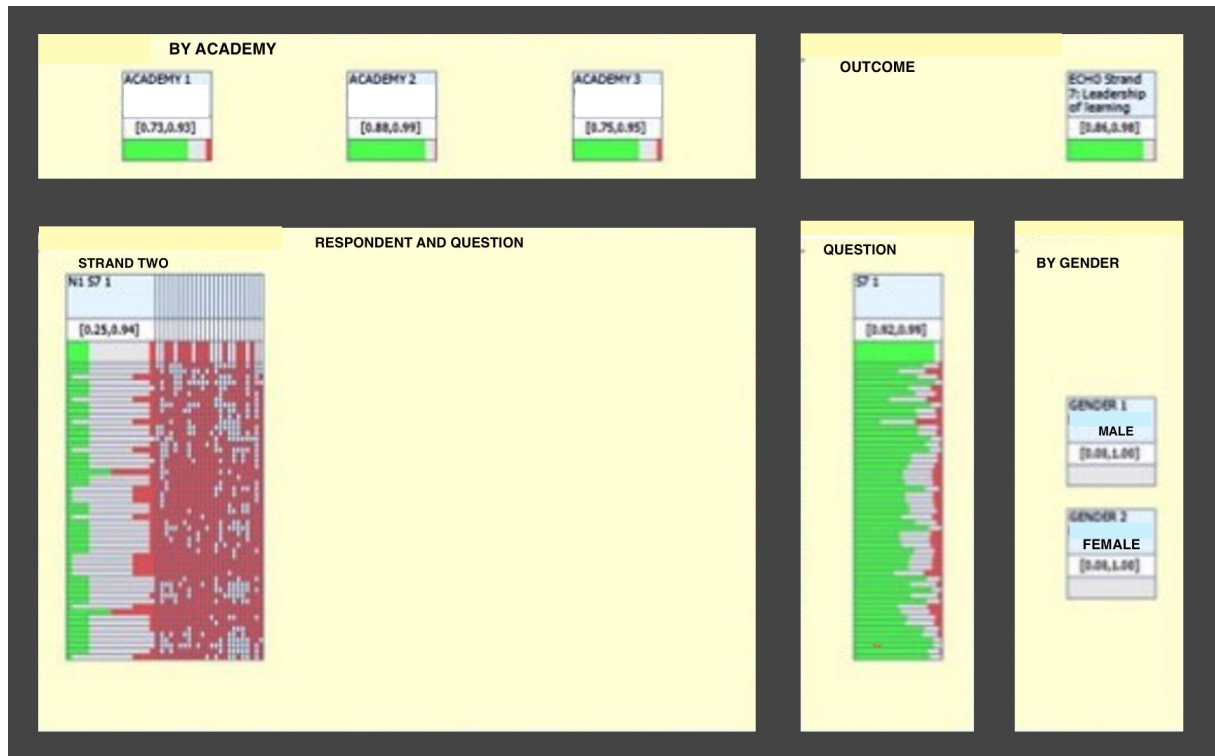 BY ACADEMY
ACADEMY 1
[0.73,0.93]
ACADEMY 2
[0.88,0.99]
ACADEMY 3
[0.75,0.95]
OUTCOME
ECHO Strand
7: Leadership
of learning
[0.86,0.98]
RESPONDENT AND QUESTION
STRAND TWO
N1 S7 1
[0.25,0.94]
QUESTION
S7 1
[0.92,0.99]
BY GENDER
GENDER 1
MALE
[0.00,1.00]
GENDER 2
FEMALE
[0.00,1.00]